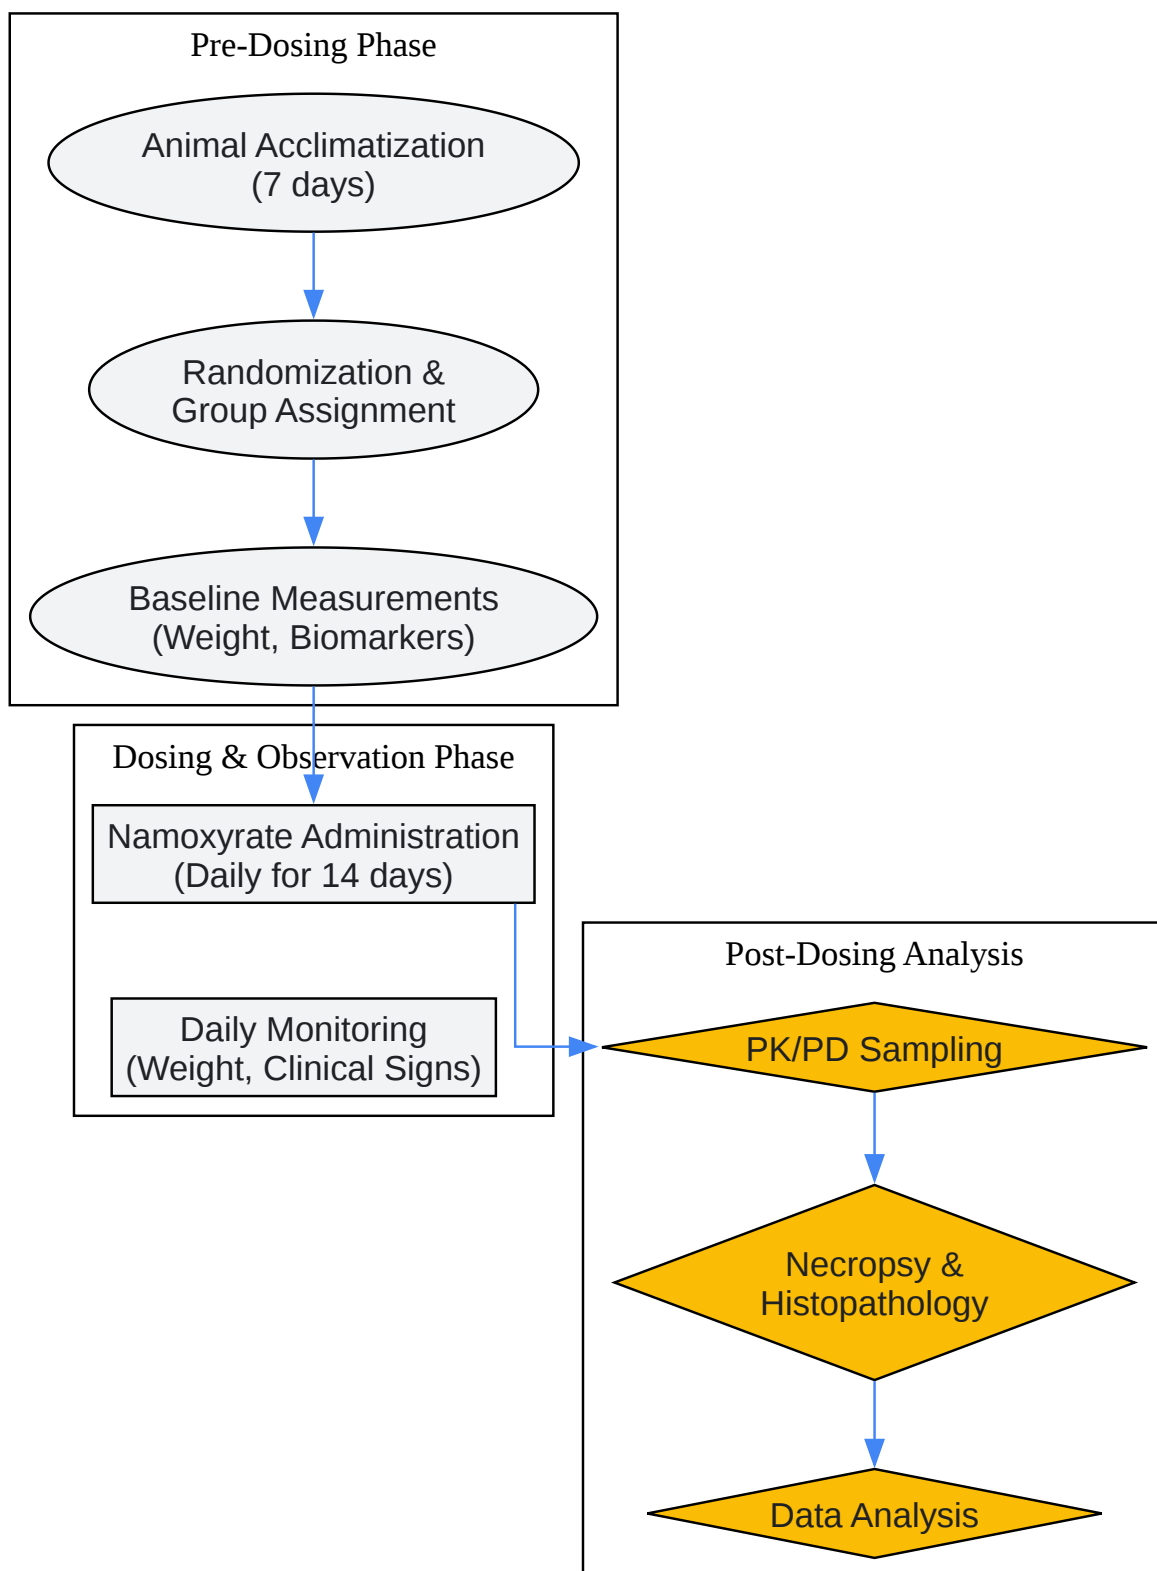 Pre-Dosing Phase
Animal Acclimatization
(7 days)
Randomization &
Group Assignment
Baseline Measurements
(Weight, Biomarkers)
Dosing & Observation Phase
Namoxyrate Administration
(Daily for 14 days)
Daily Monitoring
(Weight, Clinical Signs)
Post-Dosing Analysis
PK/PD Sampling
Necropsy &
Histopathology
Data Analysis